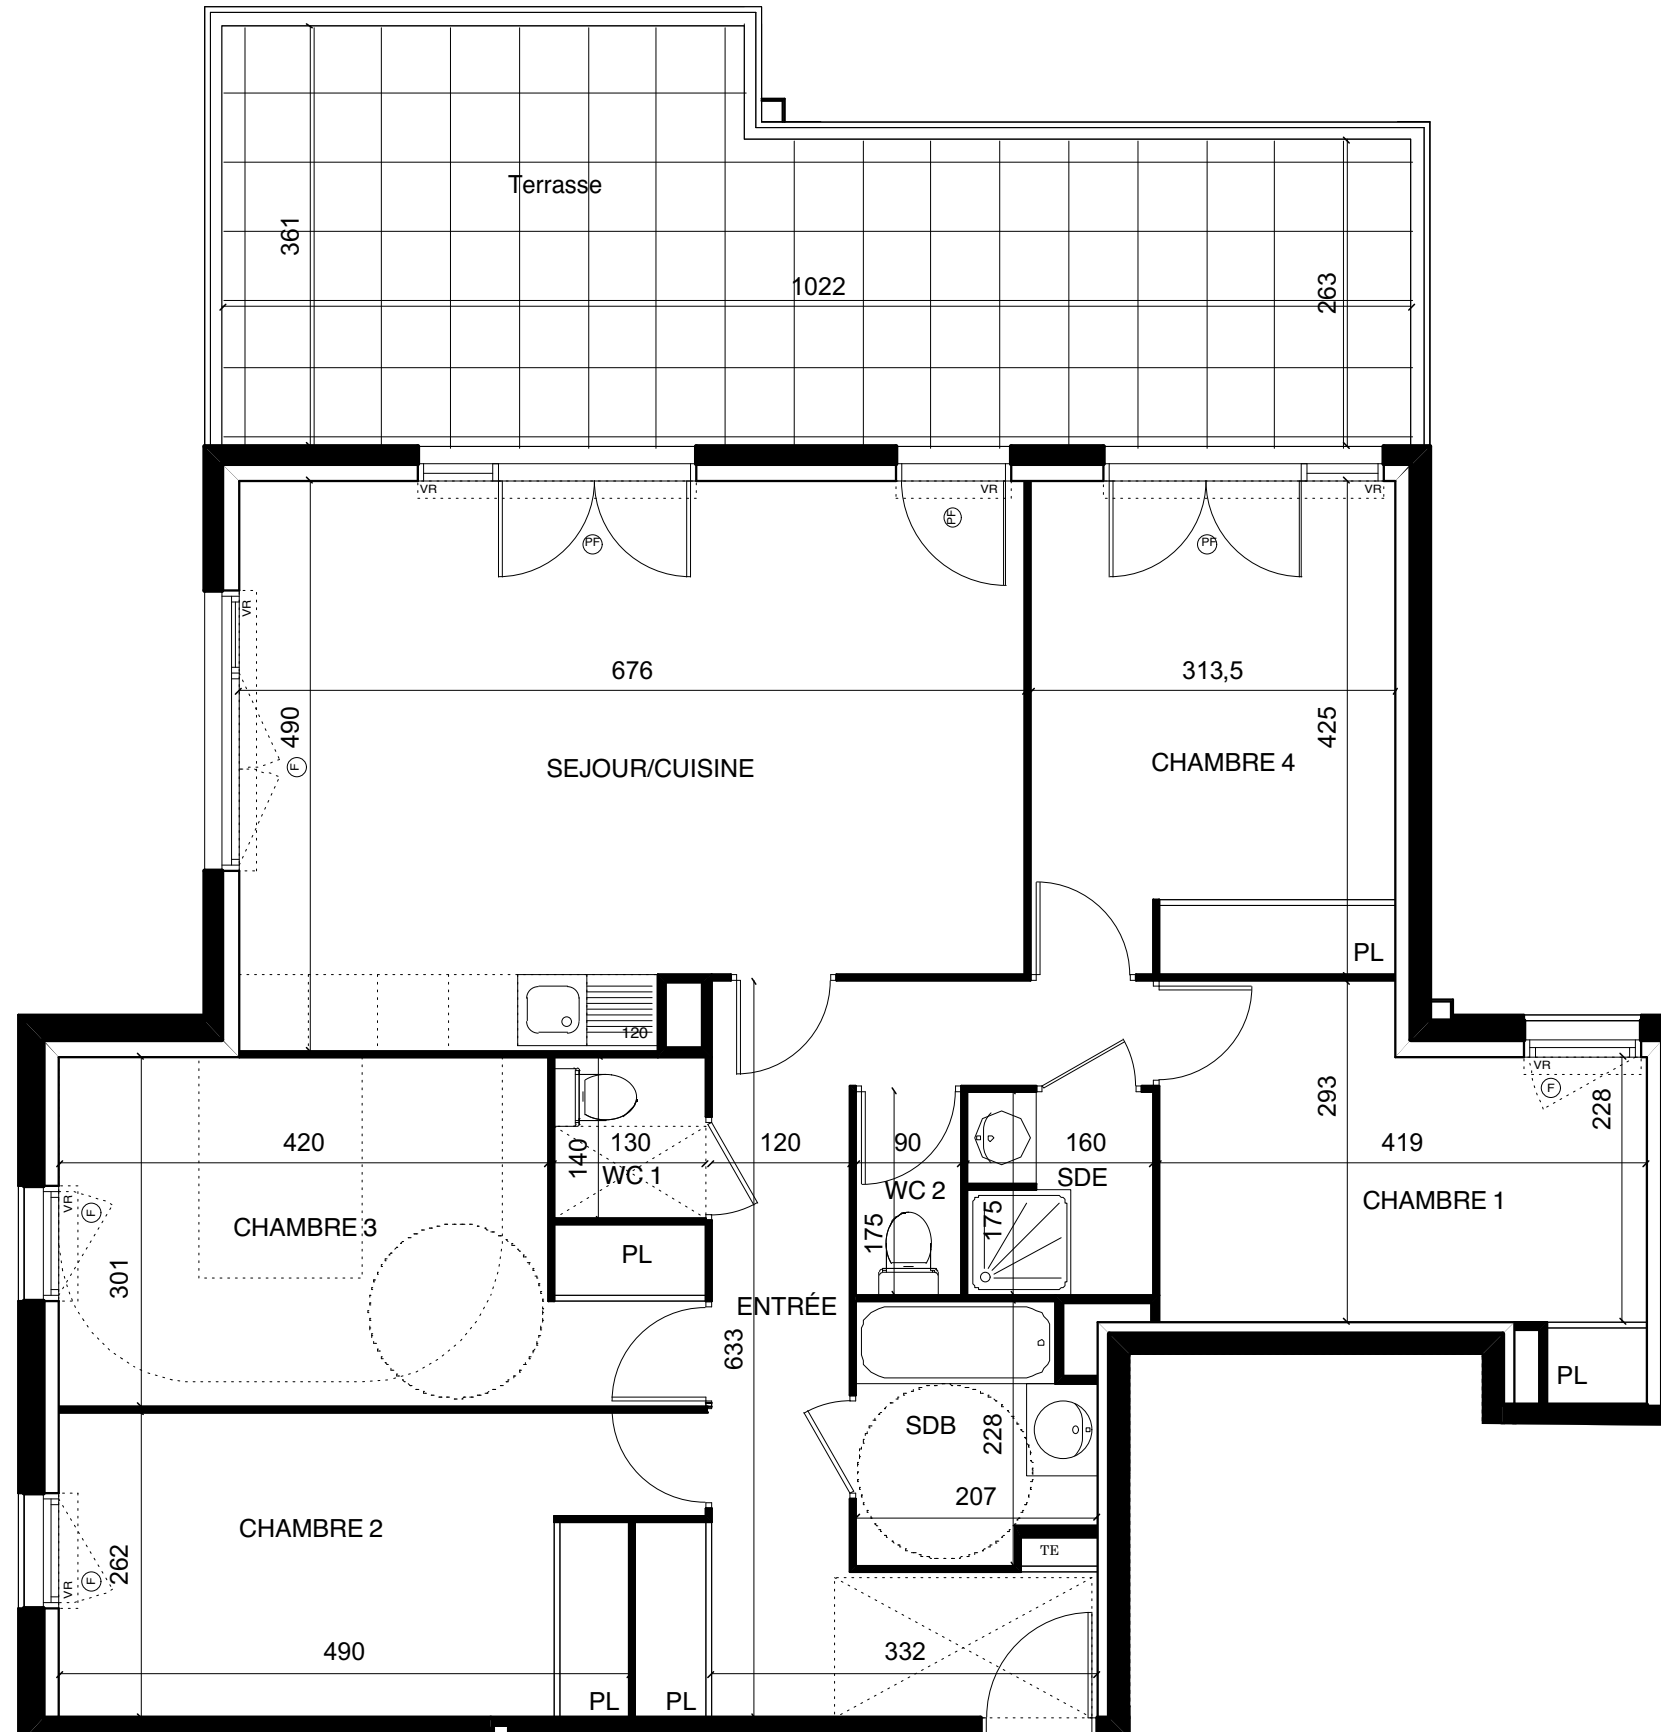 Terrasse
361
1022
263
VR
VR
VR
PF
PF
PF
VR
676
313,5
490
425
F
SEJOUR/CUISINE
CHAMBRE 4
PL
120
VR
F
293
228
420
140
130
120
90
160
419
WC 1
WC 2
SDE
CHAMBRE 1
VR
F
CHAMBRE 3
175
175
301
PL
ENTRÉE
633
PL
SDB
228
207
CHAMBRE 2
262
VR
F
TE
490
332
PL
PL